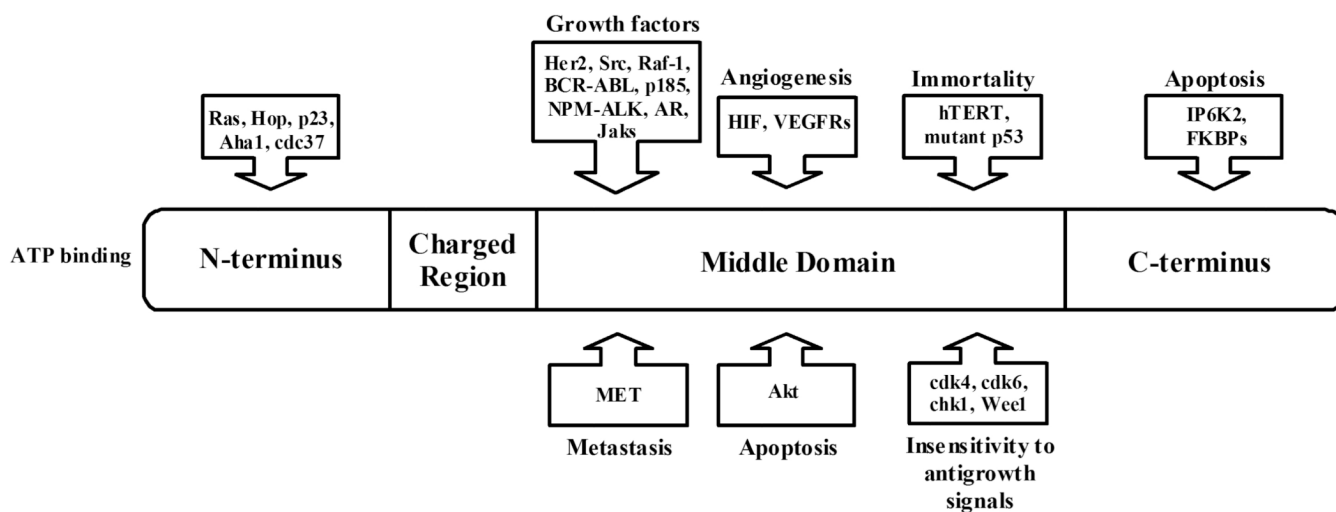 Growth factors
Her2, Src, Raf-1,
BCR-ABL, p185,
NPM-ALK, AR,
Jaks
Angiogenesis
HIF, VEGFRs
Immortality
hTERT,
mutant p53
Apoptosis
IP6K2,
FKBPs
Ras, Hop, p23,
Aha1, cdc37
ATP binding
N-terminus
Charged
Region
Middle Domain
C-terminus
MET
Metastasis
Akt
Apoptosis
cdk4, cdk6,
chk1, Wee1
Insensitivity to
antigrowth
signals